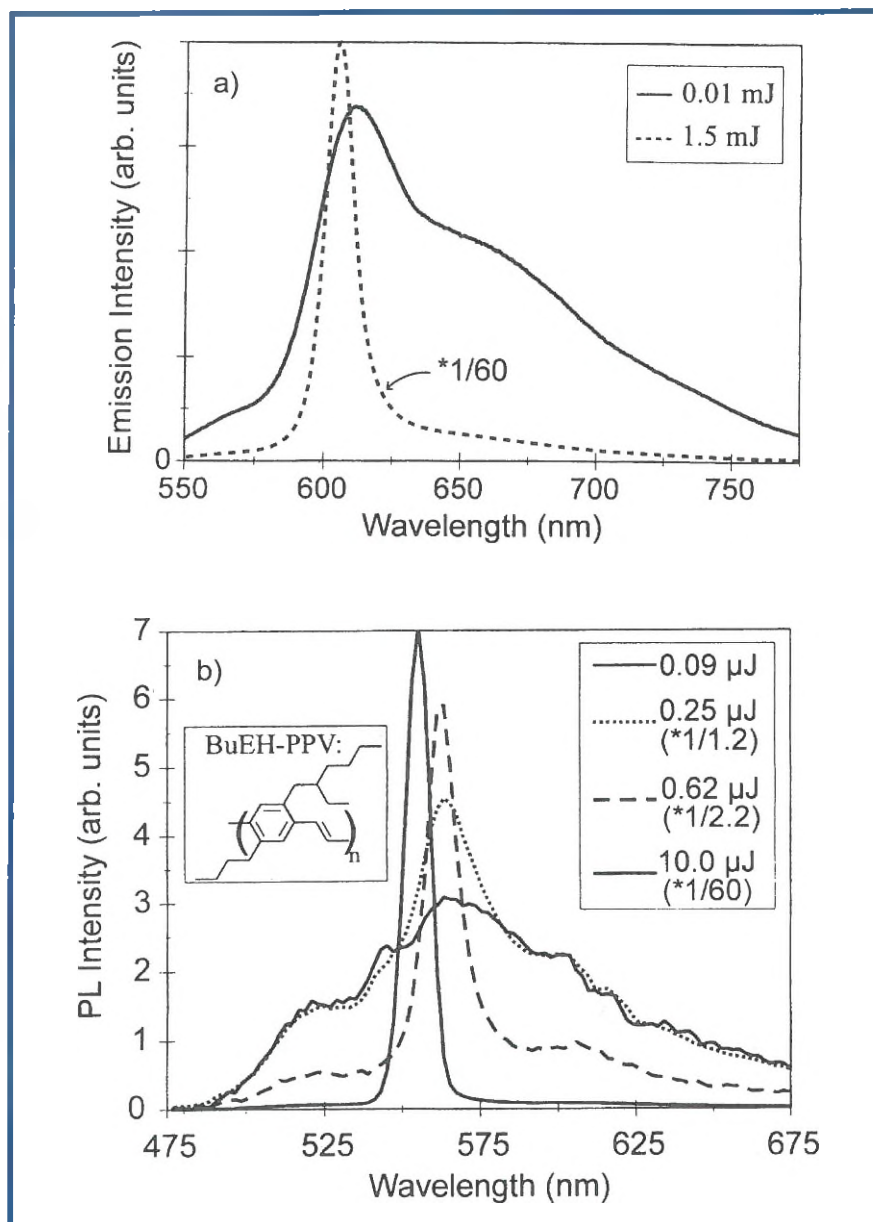 a)
0.01 mJ
1.5 mJ
*1/60
Emission Intensity (arb. units)
0
550 600 650 700 750
Wavelength (nm)
b)
7
6
5
4
3
2
1
0
PL Intensity (arb. units)
BuEH-PPV:
n
0.09 µJ
0.25 µJ
(*1/1.2)
0.62 µJ
(*1/2.2)
10.0 µJ
(*1/60)
475 525 575 625 675
Wavelength (nm)